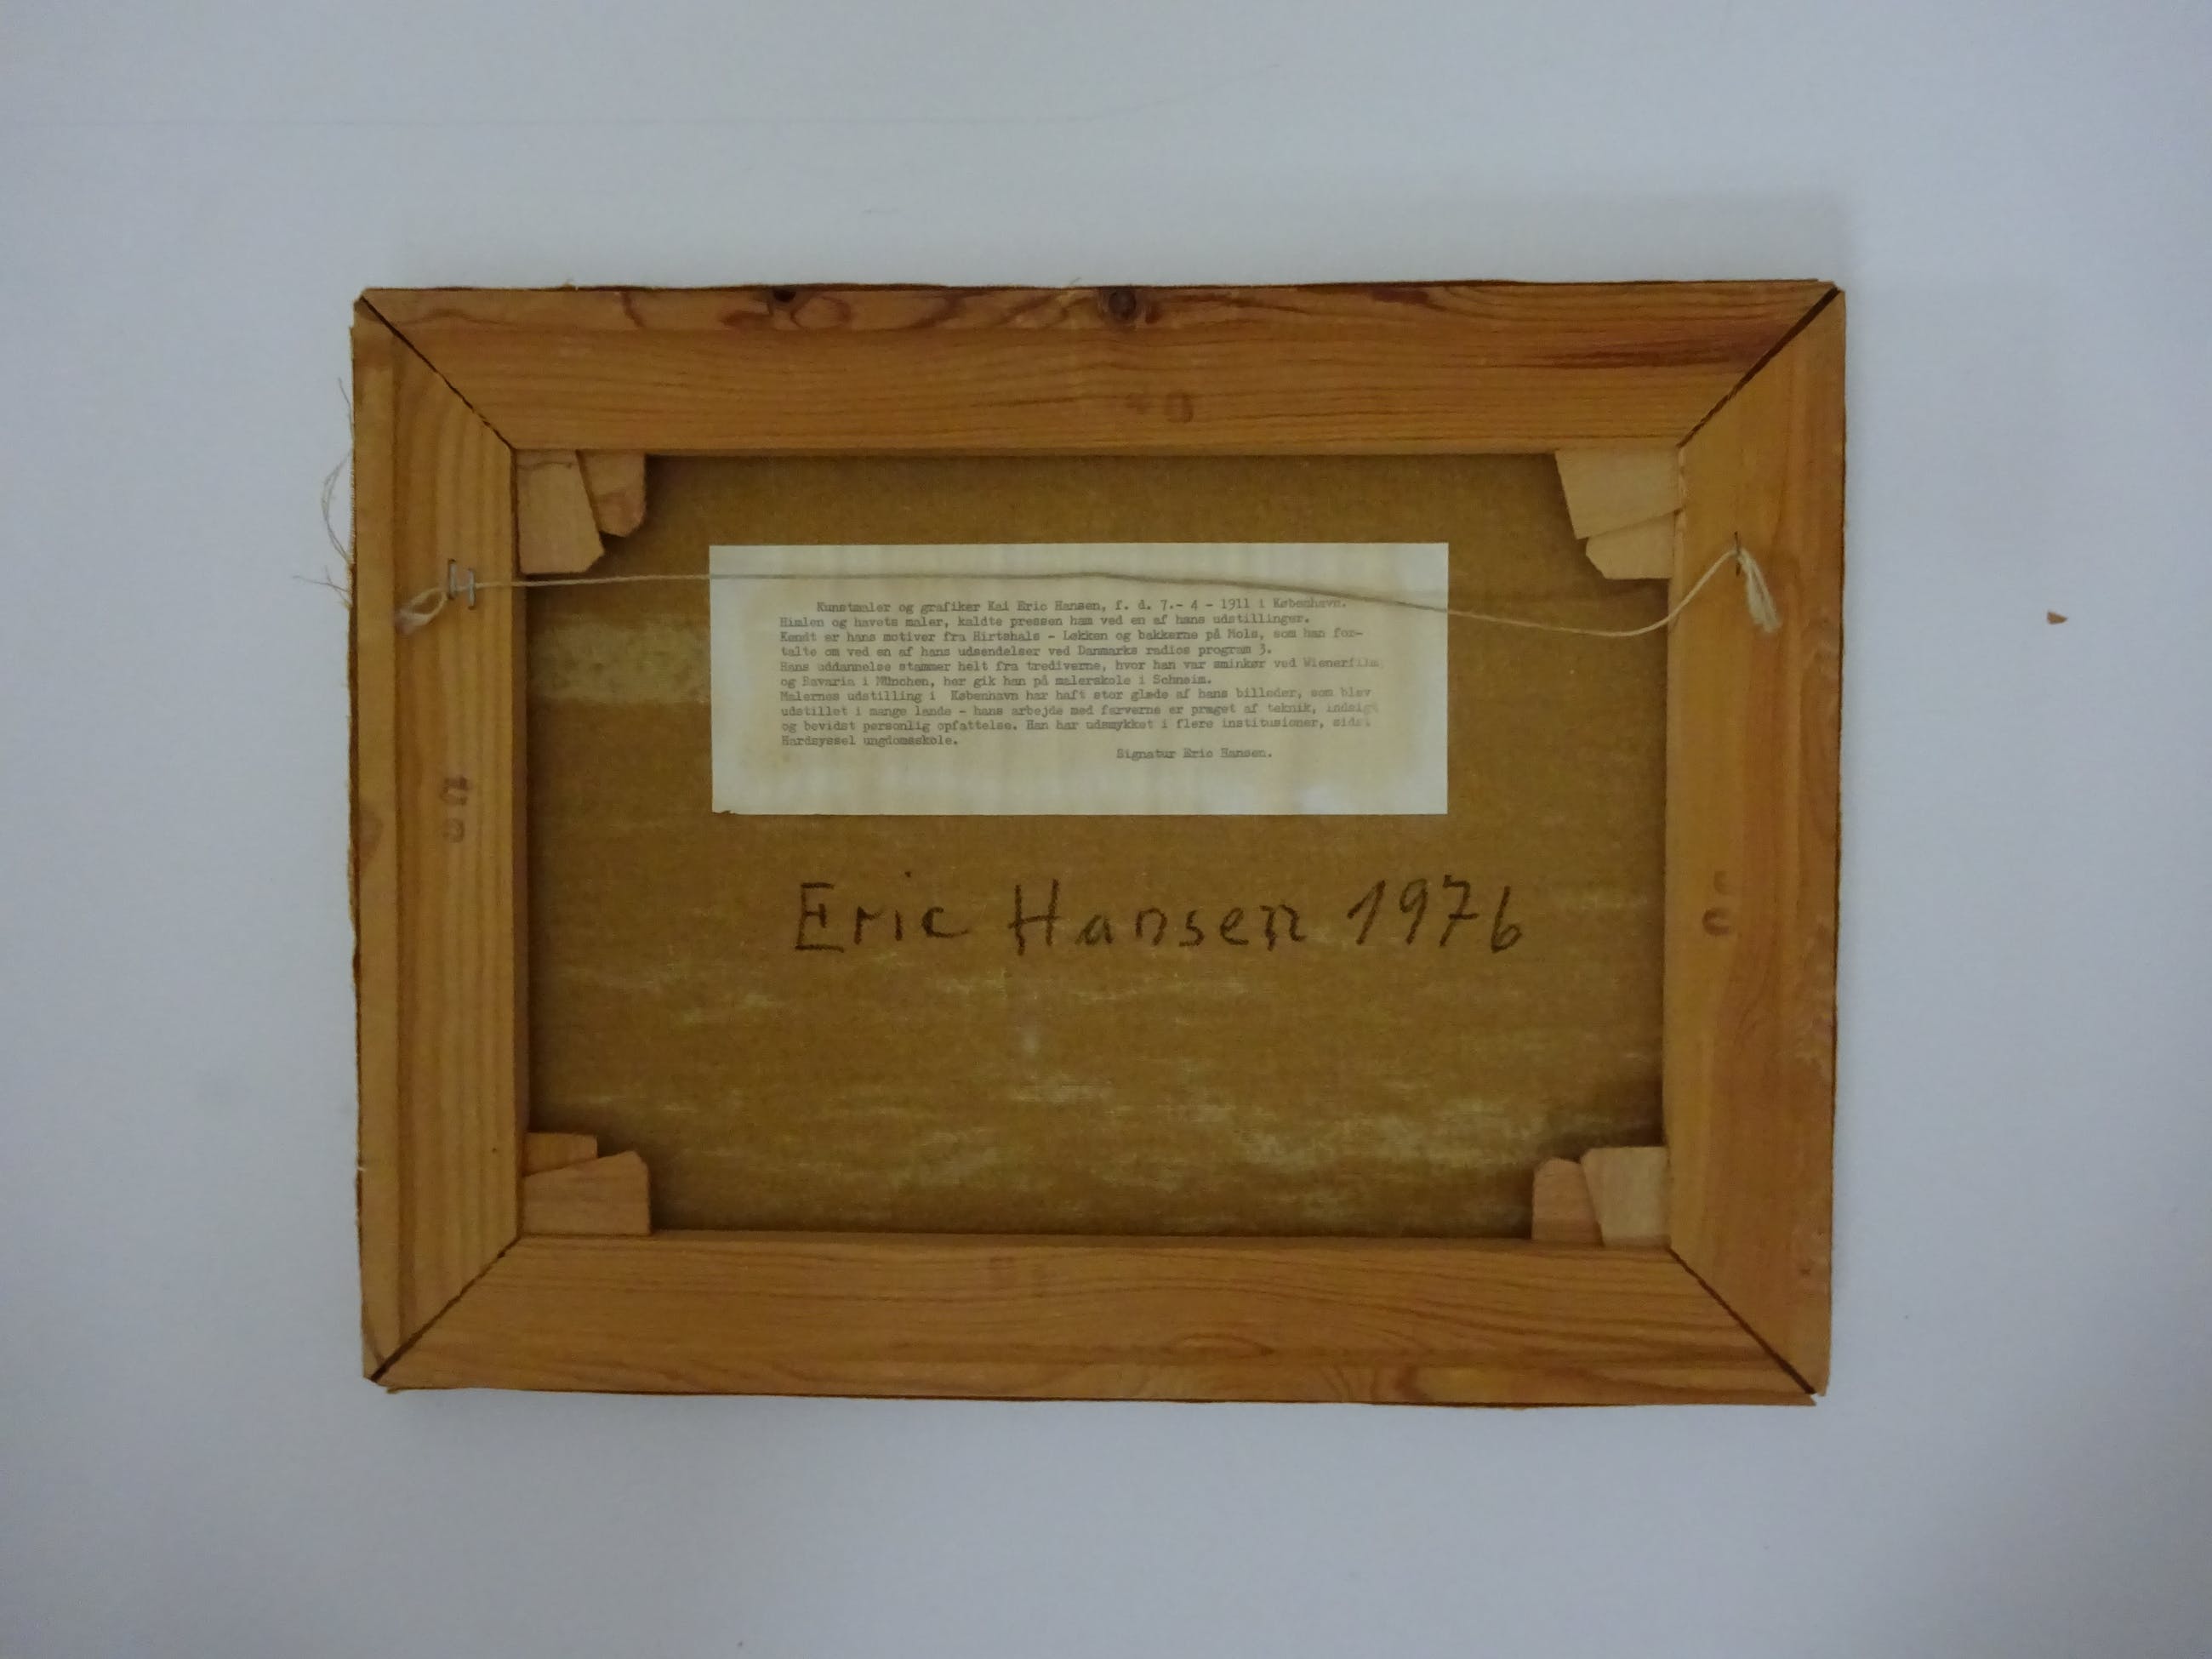 40
Kunstmaler og grafiker Kai Eric Hansen, f. d. 7.- 4 - 1911 i København.
Himlen og havets maler, kaldte pressen ham ved en af hans udstillinger.
Kendt er hans motiver fra Hirtshals - Løkken og bakkerne på Mols, som han for-
talte om ved en af hans udsendelser ved Danmarks radios program 3.
Hans uddannelse stammer helt fra trediverne, hvor han var sminkør ved Wienerfilm
og Bavaria i München, her gik han på malerskole i
Malernes udstilling i København har haft stor glæde af hans billeder, som blev
udstillet i mange lande - hans arbejde med farverne er præget af teknik, indsigt
og bevidst personlig opfattelse. Han har udsmykket i flere institusioner, sidst
Hardsyssel ungdomsskole.
Signatur Eric Hansen.
Eric Hansen 1976